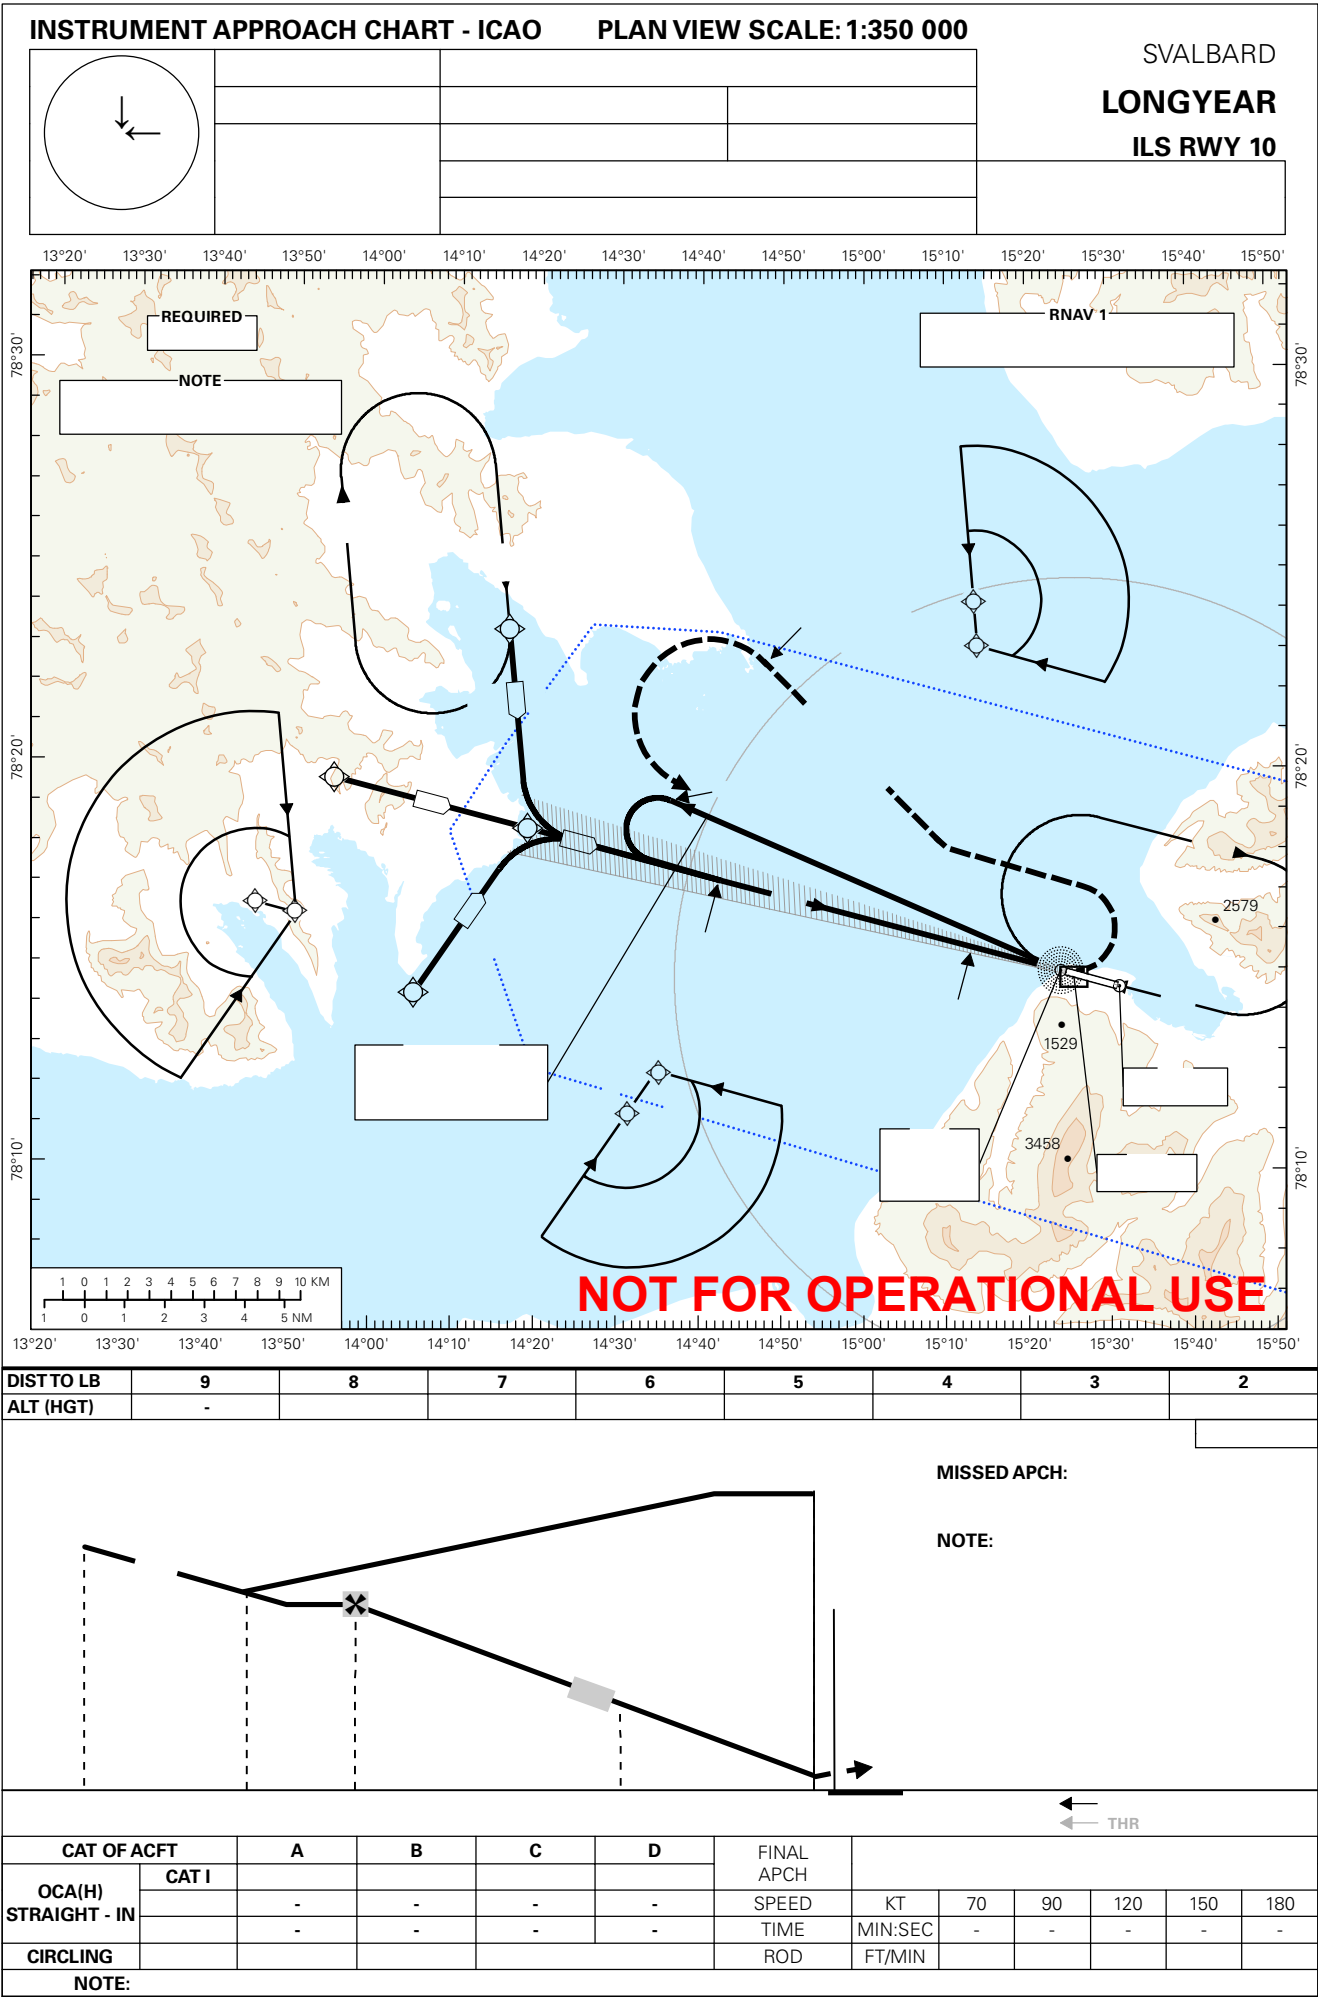 INSTRUMENT APPROACH CHART - ICAO PLAN VIEW SCALE: 1:350 000
SVALBARD
LONGYEAR
ILS RWY 10
13°20' 13°30' 13°40' 13°50' 14°00' 14°10' 14°20' 14°30' 14°40' 14°50' 15°00' 15°10' 15°20' 15°30' 15°40' 15°50'
REQUIRED
RNAV 1
78°30' 78°30'
NOTE
78°20' 78°20'
2579
1529
3458
78°10' 78°10'
1 0 1 2 3 4 5 6 7 8 9 10 KM
1 0 1 2 3 4 5 NM
NOT FOR OPERATIONAL USE
13°20' 13°30' 13°40' 13°50' 14°00' 14°10' 14°20' 14°30' 14°40' 14°50' 15°00' 15°10' 15°20' 15°30' 15°40' 15°50'
DIST TO LB 9 8 7 6 5 4 3 2
ALT (HGT) -
MISSED APCH:
NOTE:
THR
CAT OF ACFT A B C D FINAL APCH
OCA(H) STRAIGHT - IN CAT I
- - - - SPEED KT 70 90 120 150 180
- - - - TIME MIN:SEC - - - - -
CIRCLING ROD FT/MIN
NOTE: